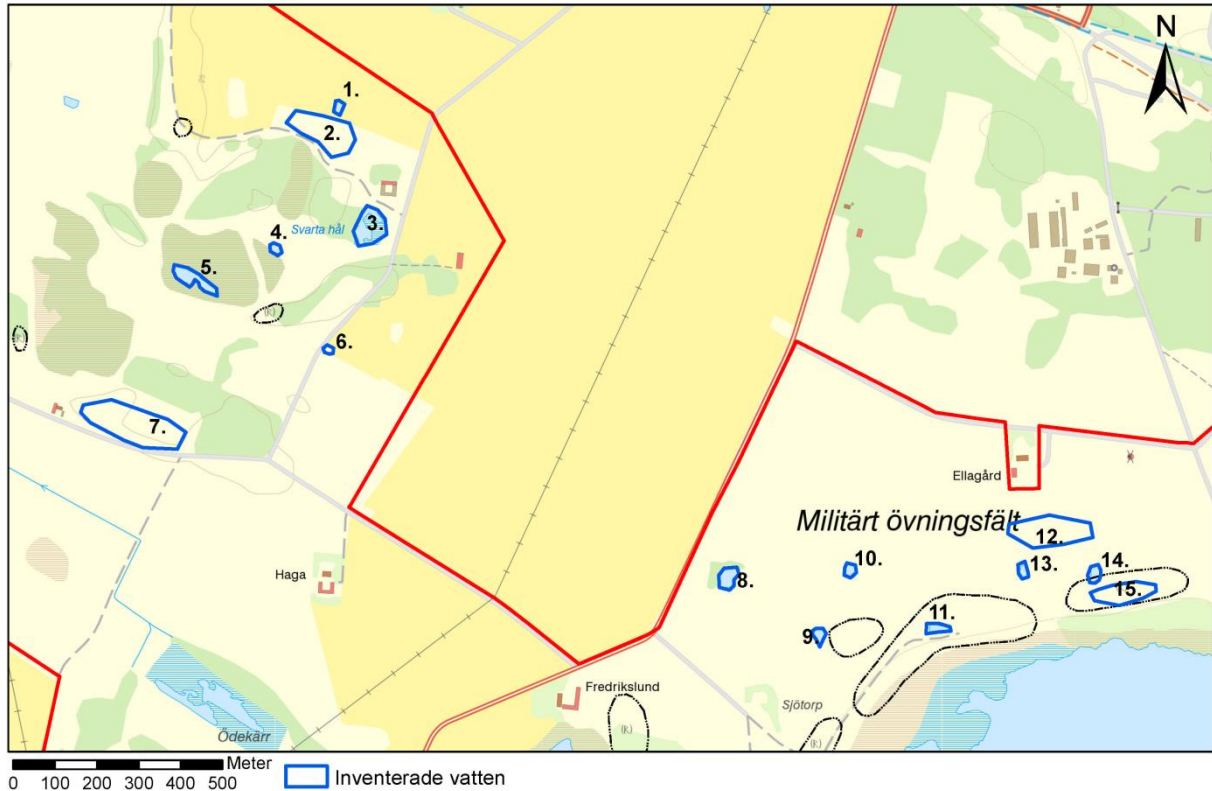 N
1.
2.
3.
Svarta hål
4.
5.
(K)
(K)
6.
7.
Ellagård
Militärt övningsfält
12.
8.
10.
13.
14.
15.
Haga
9.
11.
Fredrikslund
Sjötorp
(K)
(K)
Ödekärr
Meter
0 100 200 300 400 500
Inventerade vatten